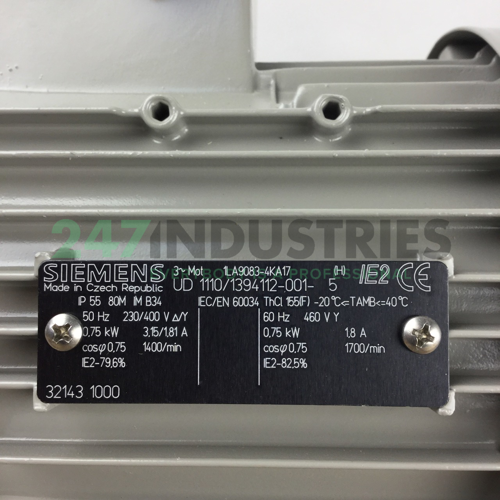 247INDUSTRIES
SIEMENS 3~Mot 1LA9083-4KA17 (H) IE2 CE
Made in Czech Republic UD 1110/1394112-001- 5
IP 55 80M IM B34 IEC/EN 60034 ThCl 155(F) -20°C<=TAMB<=40°C
50 Hz 230/400 V Δ/Y 60 Hz 460 V Y
0,75 kW 3,15/1,81 A 0,75 kW 1.8 A
cosφ 0,75 1400/min cosφ 0,75 1700/min
IE2-79,6% IE2-82,5%
32143 1000